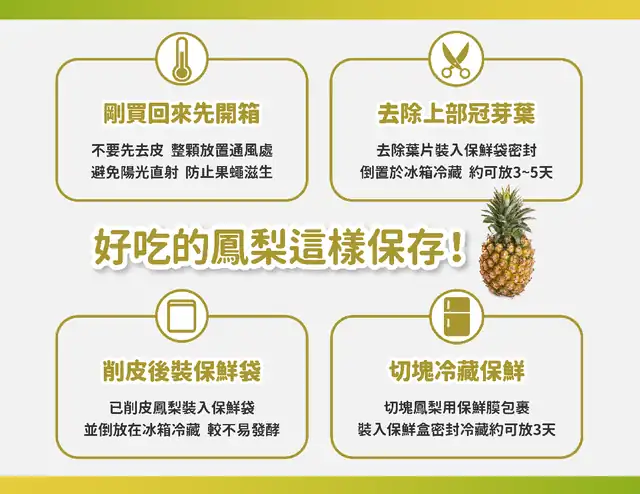 剛買回來先開箱
不要先去皮 整顆放置通風處
避免陽光直射 防止果蠅滋生
去除上部冠芽葉
去除葉片裝入保鮮袋密封
倒置於冰箱冷藏 約可放3~5天
好吃的鳳梨這樣保存！
削皮後裝保鮮袋
已削皮鳳梨裝入保鮮袋
並倒放在冰箱冷藏 較不易發酵
切塊冷藏保鮮
切塊鳳梨用保鮮膜包裹
裝入保鮮盒密封冷藏約可放3天